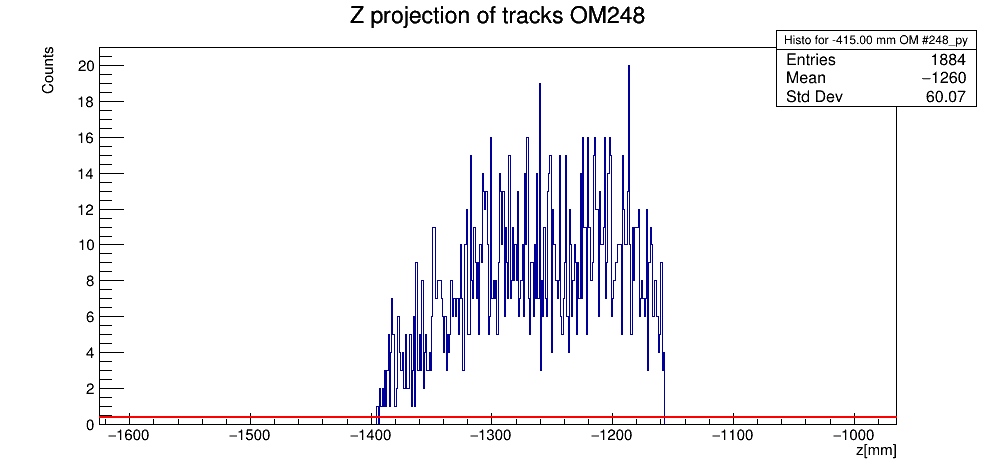 Z projection of tracks OM248
Histo for -415.00 mm OM #248_py
Entries 1884
Mean −1260
Std Dev 60.07
Counts
20
18
16
14
12
10
8
6
4
2
0
−1600 −1500 −1400 −1300 −1200 −1100 −1000
z[mm]